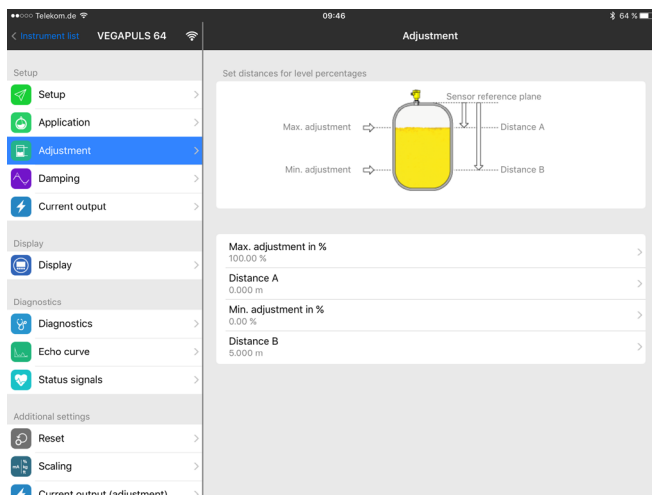 Telekom.de 09:46 64 %
Instrument list VEGAPULS 64 Adjustment
Setup
Setup
Application
Adjustment
Damping
Current output
Display
Display
Diagnostics
Diagnostics
Echo curve
Status signals
Additional settings
Reset
Scaling
Current output (adjustment)
Set distances for level percentages
Sensor reference plane
Max. adjustment Distance A
Min. adjustment Distance B
Max. adjustment in %
100.00 %
Distance A
0.000 m
Min. adjustment in %
0.00 %
Distance B
5.000 m